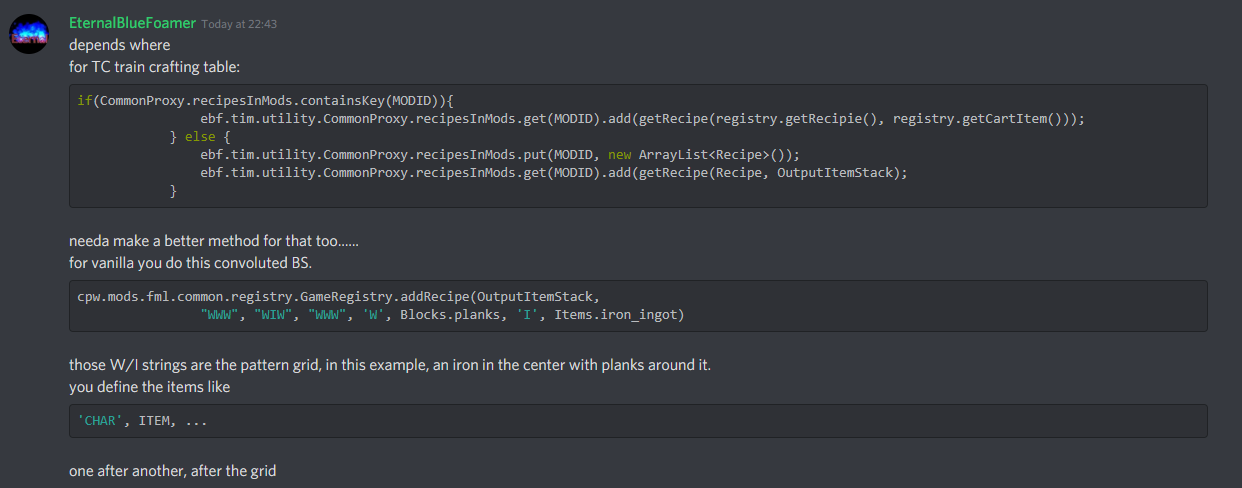 EternalBlueFoamer Today at 22:43
depends where
for TC train crafting table:
if(CommonProxy.recipesInMods.containsKey(MODID)){
ebf.tim.utility.CommonProxy.recipesInMods.get(MODID).add(getRecipe(registry.getRecipie(), registry.getCartItem()));
} else {
ebf.tim.utility.CommonProxy.recipesInMods.put(MODID, new ArrayList<Recipe>());
ebf.tim.utility.CommonProxy.recipesInMods.get(MODID).add(getRecipe(Recipe, OutputItemStack);
}
needa make a better method for that too......
for vanilla you do this convoluted BS.
cpw.mods.fml.common.registry.GameRegistry.addRecipe(OutputItemStack,
"WWW", "WIW", "WWW", 'W', Blocks.planks, 'I', Items.iron_ingot)
those W/I strings are the pattern grid, in this example, an iron in the center with planks around it.
you define the items like
'CHAR', ITEM, ...
one after another, after the grid